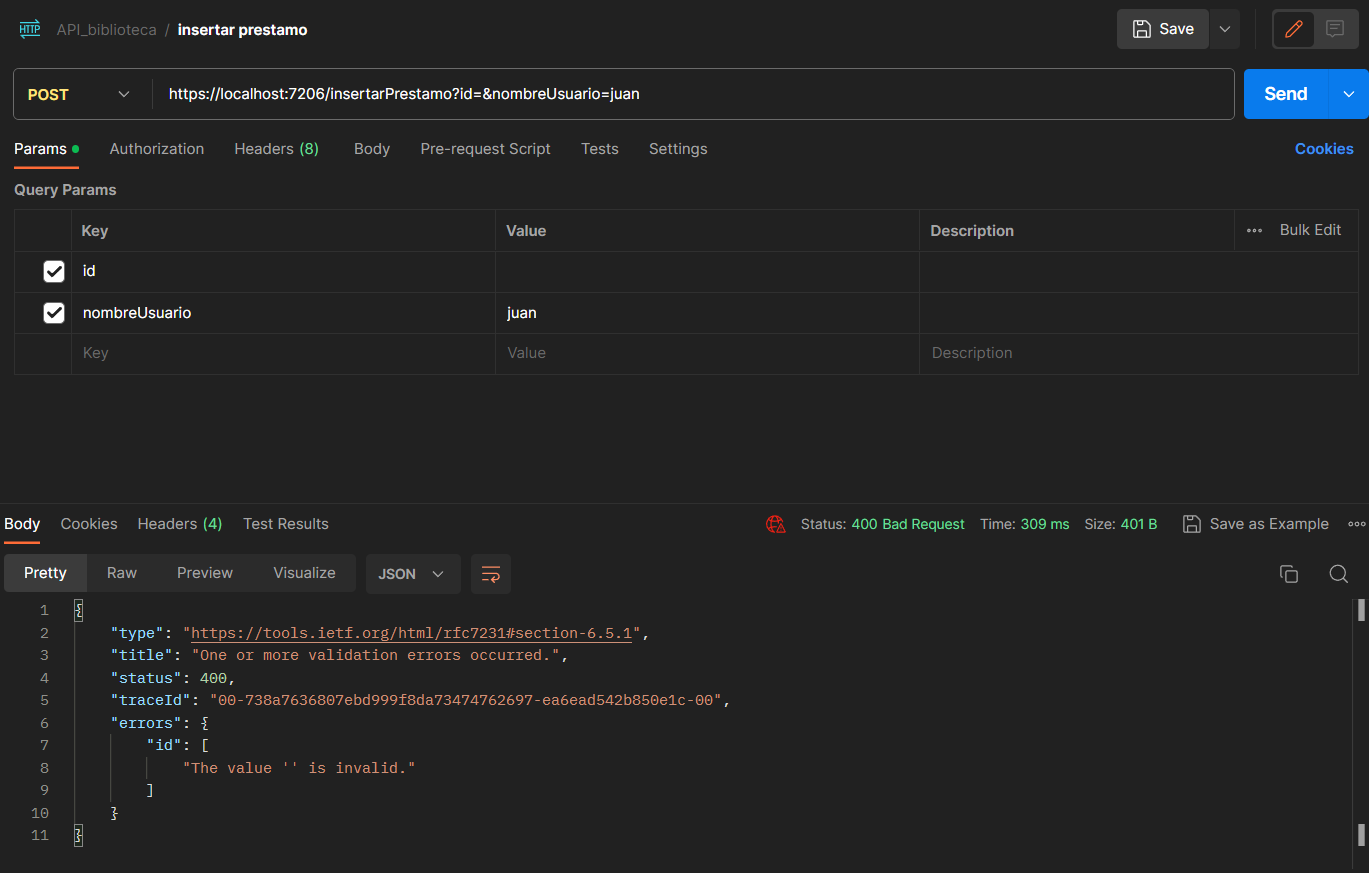 HTTP API_biblioteca / insertar prestamo Save
POST https://localhost:7206/insertarPrestamo?id=&nombreUsuario=juan Send
Params Authorization Headers (8) Body Pre-request Script Tests Settings Cookies
Query Params
Key Value Description Bulk Edit
id
nombreUsuario juan
Key Value Description
Body Cookies Headers (4) Test Results Status: 400 Bad Request Time: 309 ms Size: 401 B Save as Example
Pretty Raw Preview Visualize JSON
1 {
2 "type": "https://tools.ietf.org/html/rfc7231#section-6.5.1",
3 "title": "One or more validation errors occurred.",
4 "status": 400,
5 "traceId": "00-738a7636807ebd999f8da73474762697-ea6ead542b850e1c-00",
6 "errors": {
7 "id": [
8 "The value '' is invalid."
9 ]
10 }
11 }